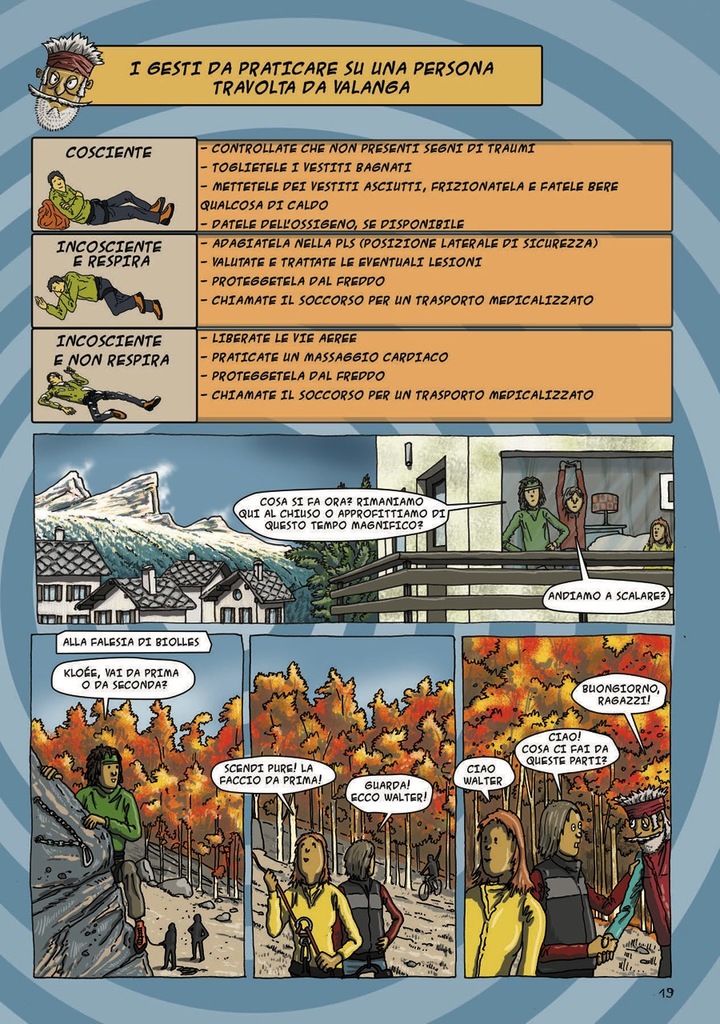 I GESTI DA PRATICARE SU UNA PERSONA
TRAVOLTA DA VALANGA
COSCIENTE
- CONTROLLATE CHE NON PRESENTI SEGNI DI TRAUMI
- TOGLIETELE I VESTITI BAGNATI
- METTETELE DEI VESTITI ASCIUTTI, FRIZIONATELA E FATELE BERE
QUALCOSA DI CALDO
- DATELE DELL'OSSIGENO, SE DISPONIBILE
INCOSCIENTE
E RESPIRA
- ADAGIATELA NELLA PLS (POSIZIONE LATERALE DI SICUREZZA)
- VALUTATE E TRATTATE LE EVENTUALI LESIONI
- PROTEGGETELA DAL FREDDO
- CHIAMATE IL SOCCORSO PER UN TRASPORTO MEDICALIZZATO
INCOSCIENTE
E NON RESPIRA
- LIBERATE LE VIE AEREE
- PRATICATE UN MASSAGGIO CARDIACO
- PROTEGGETELA DAL FREDDO
- CHIAMATE IL SOCCORSO PER UN TRASPORTO MEDICALIZZATO
COSA SI FA ORA? RIMANIAMO
QUI AL CHIUSO O APPROFITTIAMO DI
QUESTO TEMPO MAGNIFICO?
ANDIAMO A SCALARE?
ALLA FALESIA DI BIOLLES
KLOÉE, VAI DA PRIMA
O DA SECONDA?
SCENDI PURE! LA
FACCIO DA PRIMA!
GUARDA!
ECCO WALTER!
CIAO
WALTER
CIAO!
COSA CI FAI DA
QUESTE PARTI?
BUONGIORNO,
RAGAZZI!
19